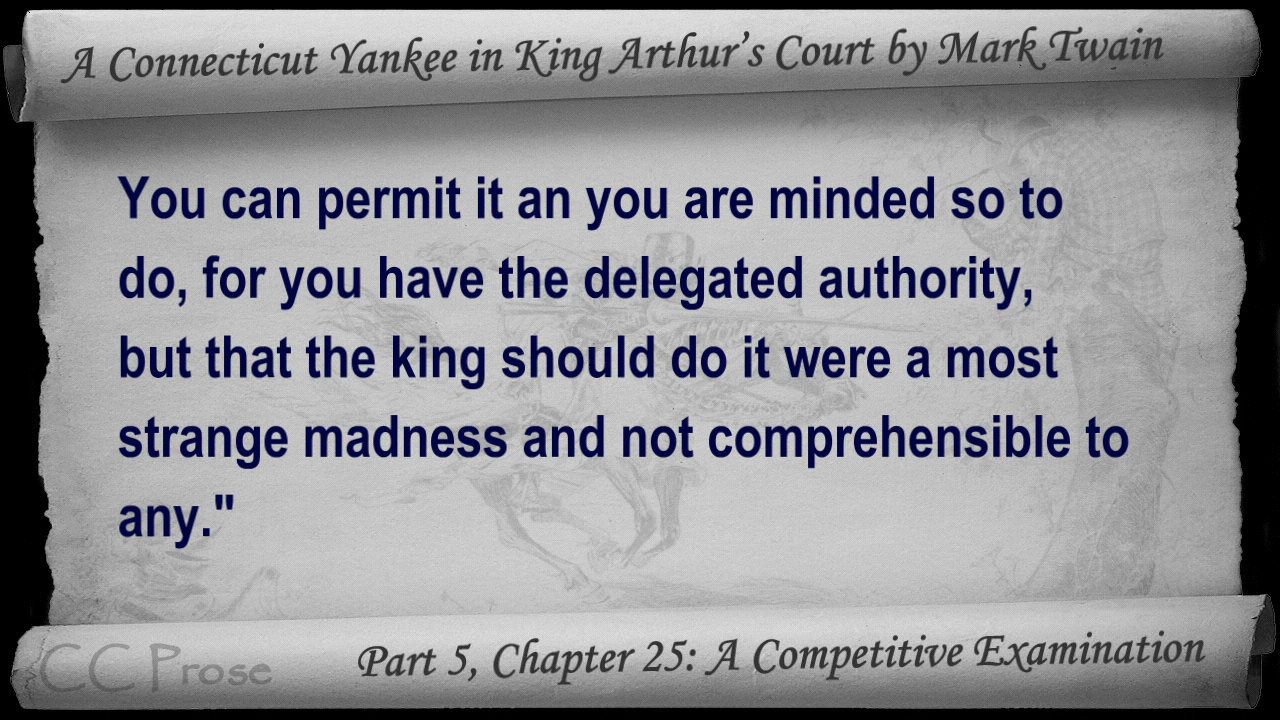 A Connecticut Yankee in King Arthur's Court by Mark Twain
You can permit it an you are minded so to
do, for you have the delegated authority,
but that the king should do it were a most
strange madness and not comprehensible to
any."
CC Prose
Part 5, Chapter 25: A Competitive Examination